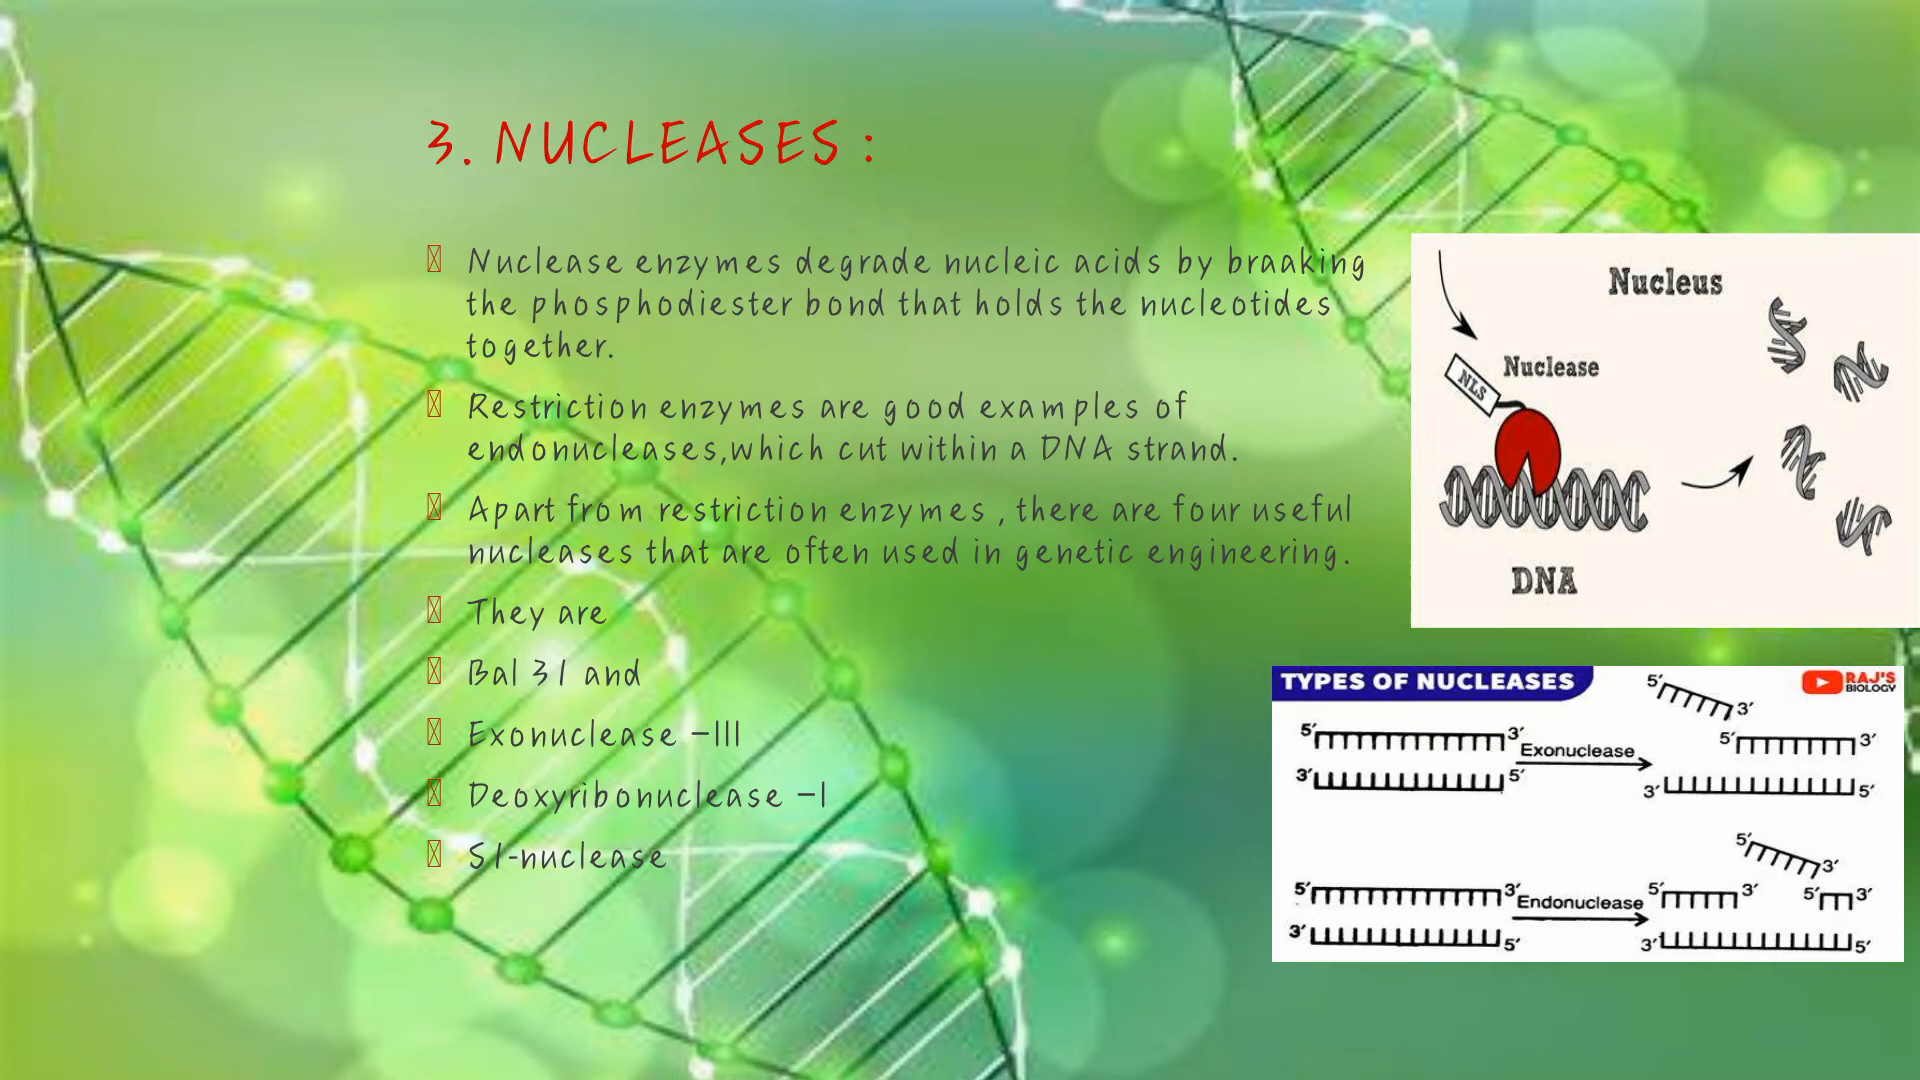 3. NUCLEASES :
Nuclease enzymes degrade nucleic acids by braaking
the phosphodiester bond that holds the nucleotides
together.
Restriction enzymes are good examples of
endonucleases,which cut within a DNA strand.
Apart from restriction enzymes , there are four useful
nucleases that are often used in genetic engineering.
They are
Bal 31 and
Exonuclease –III
Deoxyribonuclease –I
S1-nuclease
Nucleus
Nuclease
NLS
DNA
TYPES OF NUCLEASES
RAJ'S
BIOLOGY
5′ 3′
5′ 3′ Exonuclease 5′ 3′
3′ 5′ 3′ 5′
5′ 3′
5′ 3′ Endonuclease 5′ 3′ 5′ 3′
3′ 5′ 3′ 5′